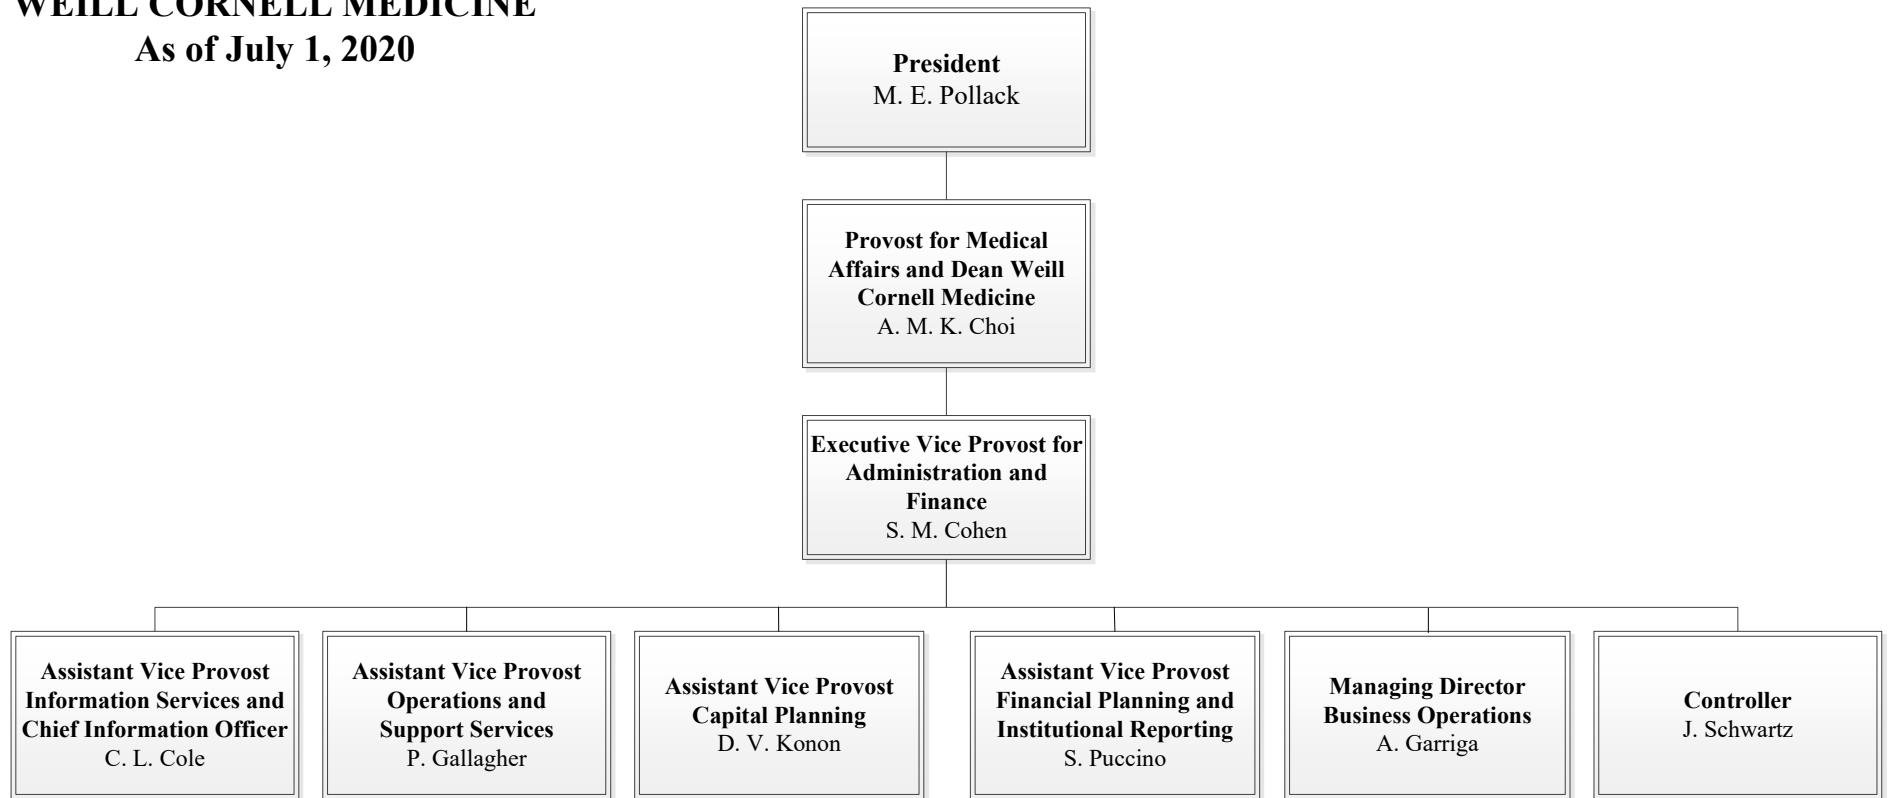 WEILL CORNELL MEDICINE
As of July 1, 2020
President
M. E. Pollack
Provost for Medical
Affairs and Dean Weill
Cornell Medicine
A. M. K. Choi
Executive Vice Provost for
Administration and
Finance
S. M. Cohen
Assistant Vice Provost
Information Services and
Chief Information Officer
C. L. Cole
Assistant Vice Provost
Operations and
Support Services
P. Gallagher
Assistant Vice Provost
Capital Planning
D. V. Konon
Assistant Vice Provost
Financial Planning and
Institutional Reporting
S. Puccino
Managing Director
Business Operations
A. Garriga
Controller
J. Schwartz